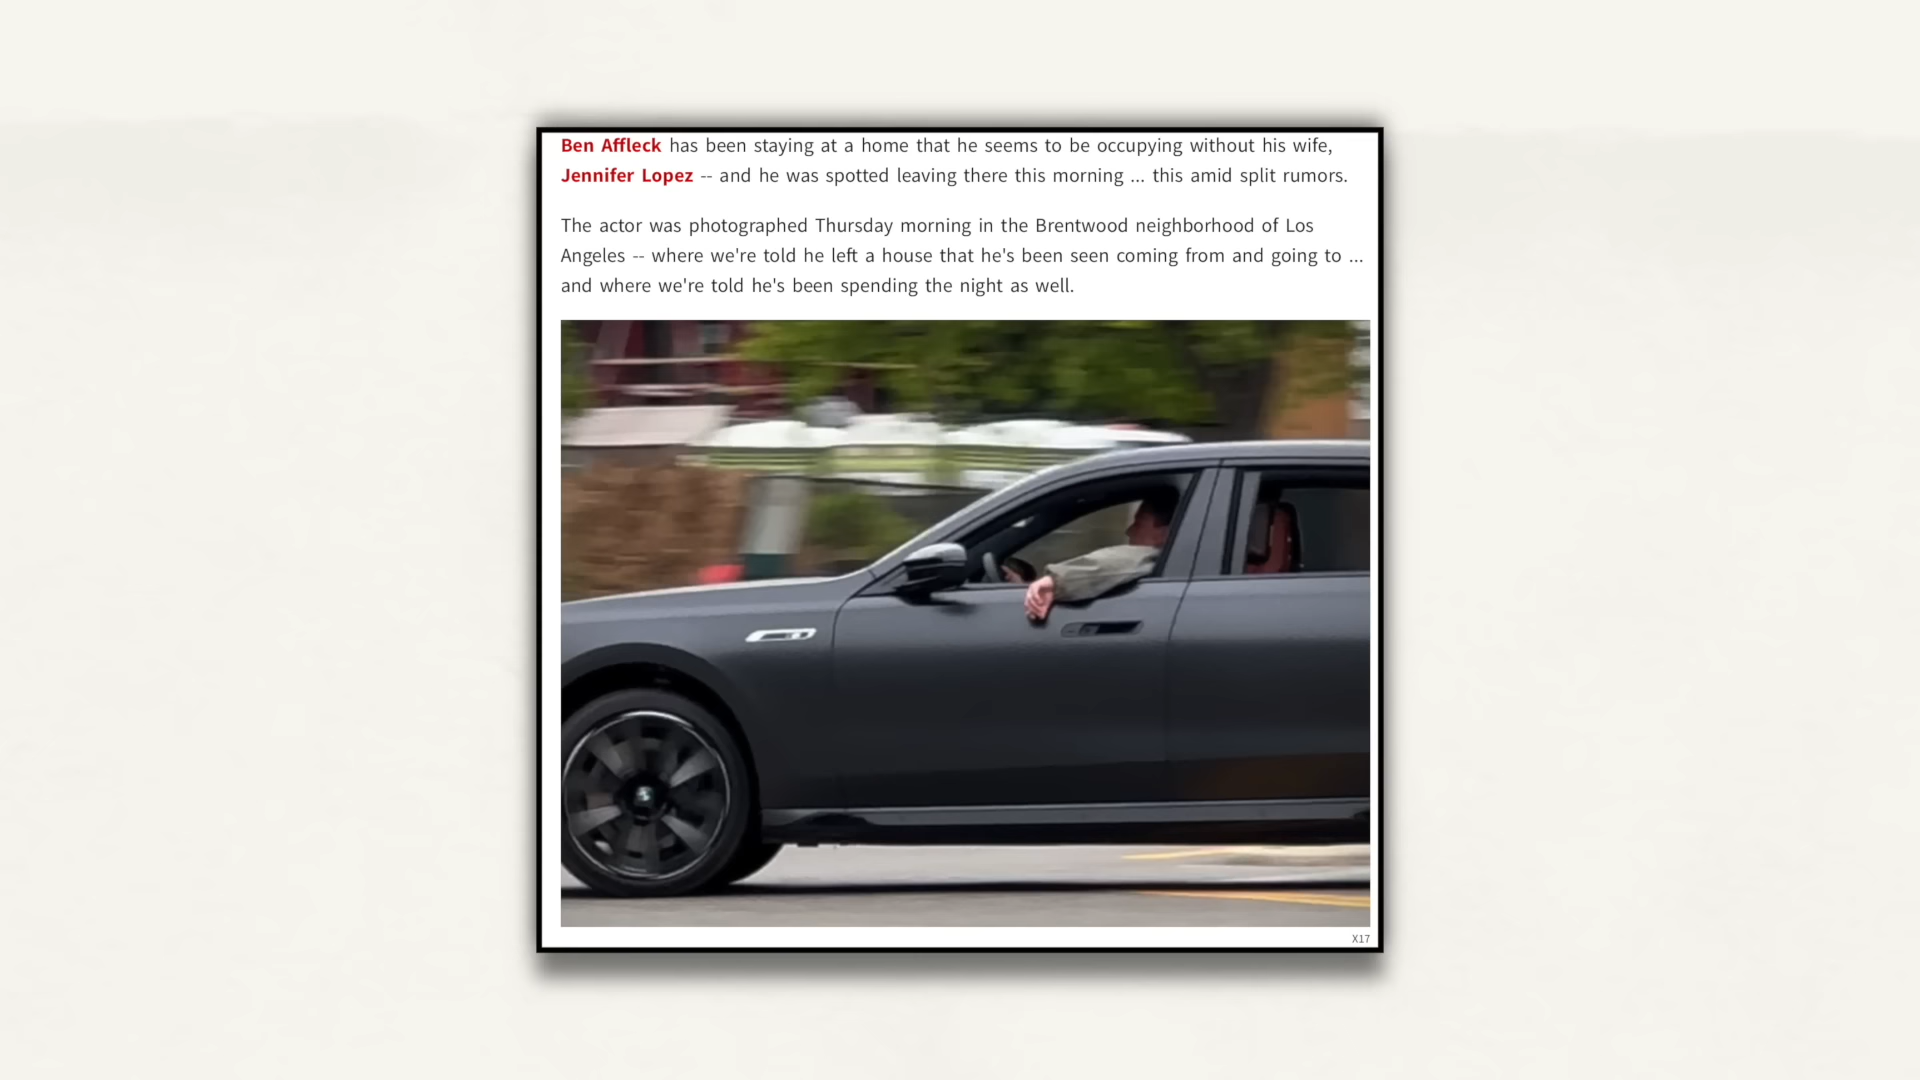 Ben Affleck has been staying at a home that he seems to be occupying without his wife,
Jennifer Lopez -- and he was spotted leaving there this morning ... this amid split rumors.
The actor was photographed Thursday morning in the Brentwood neighborhood of Los
Angeles -- where we're told he left a house that he's been seen coming from and going to ...
and where we're told he's been spending the night as well.
X17